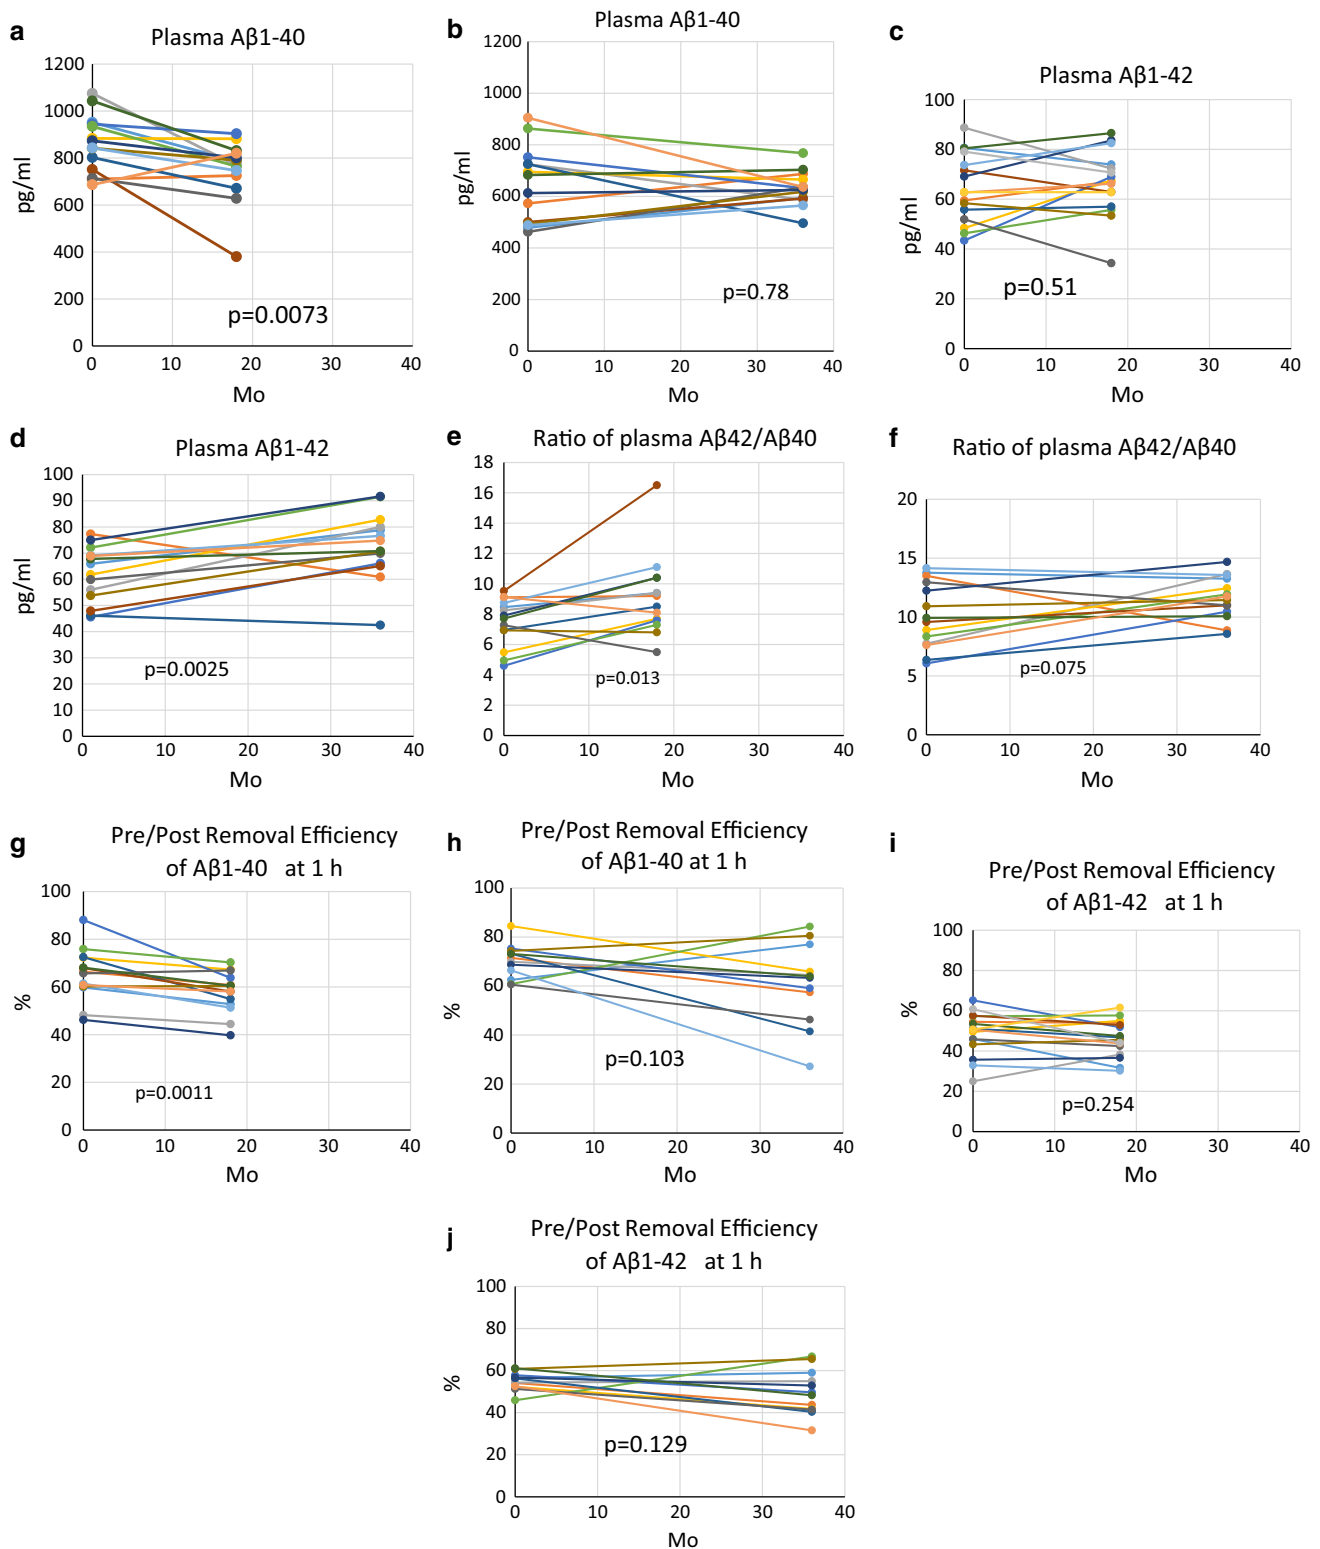 a
Plasma Aβ1-40
1200
1000
800
600
400
200
0
pg/ml
p=0.0073
0 10 20 30 40
Mo
b
Plasma Aβ1-40
1200
1000
800
600
400
200
0
pg/ml
p=0.78
0 10 20 30 40
Mo
c
Plasma Aβ1-42
100
80
60
40
20
0
pg/ml
p=0.51
0 10 20 30 40
Mo
d
Plasma Aβ1-42
100
90
80
70
60
50
40
30
20
10
0
pg/ml
p=0.0025
0 10 20 30 40
Mo
e
Ratio of plasma Aβ42/Aβ40
18
16
14
12
10
8
6
4
2
0
p=0.013
0 10 20 30 40
Mo
f
Ratio of plasma Aβ42/Aβ40
20
15
10
5
0
p=0.075
0 10 20 30 40
Mo
g
Pre/Post Removal Efficiency
of Aβ1-40 at 1 h
100
80
60
40
20
0
%
p=0.0011
0 10 20 30 40
Mo
h
Pre/Post Removal Efficiency
of Aβ1-40 at 1 h
100
80
60
40
20
0
%
p=0.103
0 10 20 30 40
Mo
i
Pre/Post Removal Efficiency
of Aβ1-42 at 1 h
100
80
60
40
20
0
%
p=0.254
0 10 20 30 40
Mo
j
Pre/Post Removal Efficiency
of Aβ1-42 at 1 h
100
80
60
40
20
0
%
p=0.129
0 10 20 30 40
Mo